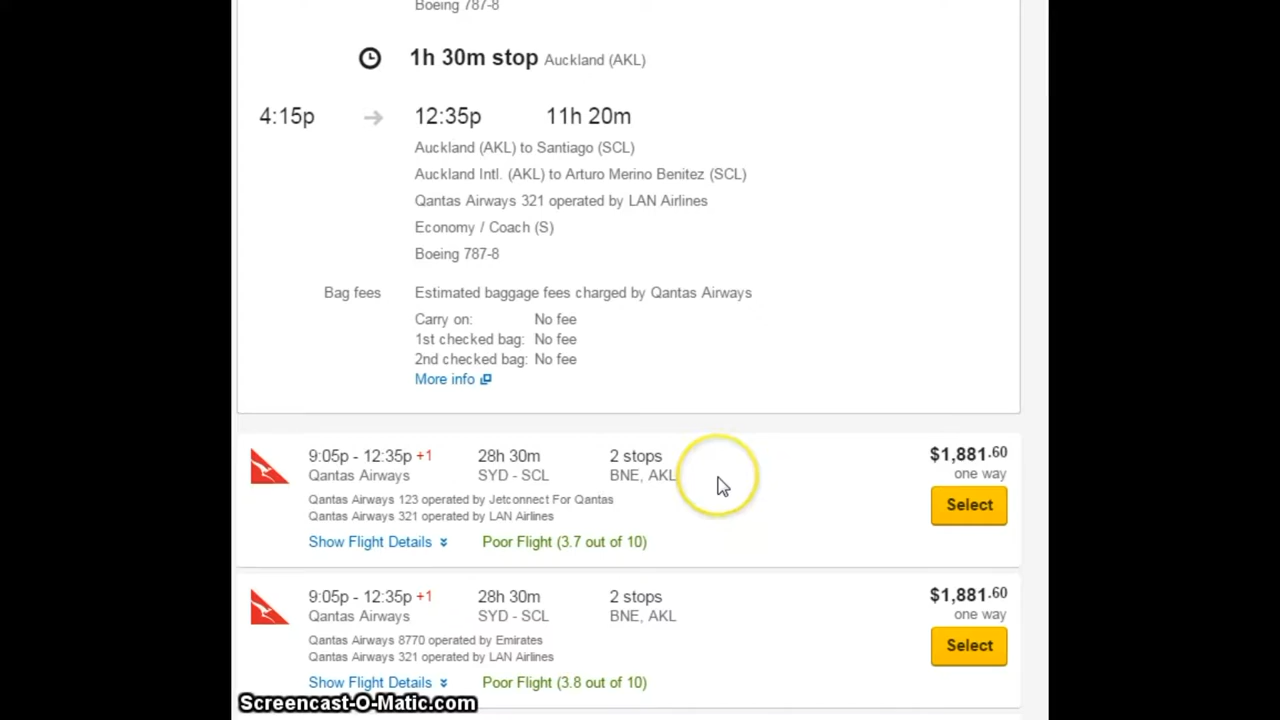 Boeing 787-8
1h 30m stop Auckland (AKL)
4:15p → 12:35p 11h 20m
Auckland (AKL) to Santiago (SCL)
Auckland Intl. (AKL) to Arturo Merino Benitez (SCL)
Qantas Airways 321 operated by LAN Airlines
Economy / Coach (S)
Boeing 787-8
Bag fees Estimated baggage fees charged by Qantas Airways
Carry on: No fee
1st checked bag: No fee
2nd checked bag: No fee
More info
9:05p - 12:35p +1 28h 30m 2 stops $1,881.60
Qantas Airways SYD - SCL BNE, AKL one way
Qantas Airways 123 operated by Jetconnect For Qantas
Select
Qantas Airways 321 operated by LAN Airlines
Show Flight Details Poor Flight (3.7 out of 10)
9:05p - 12:35p +1 28h 30m 2 stops $1,881.60
Qantas Airways SYD - SCL BNE, AKL one way
Qantas Airways 8770 operated by Emirates
Select
Qantas Airways 321 operated by LAN Airlines
Show Flight Details Poor Flight (3.8 out of 10)
Screencast-O-Matic.com